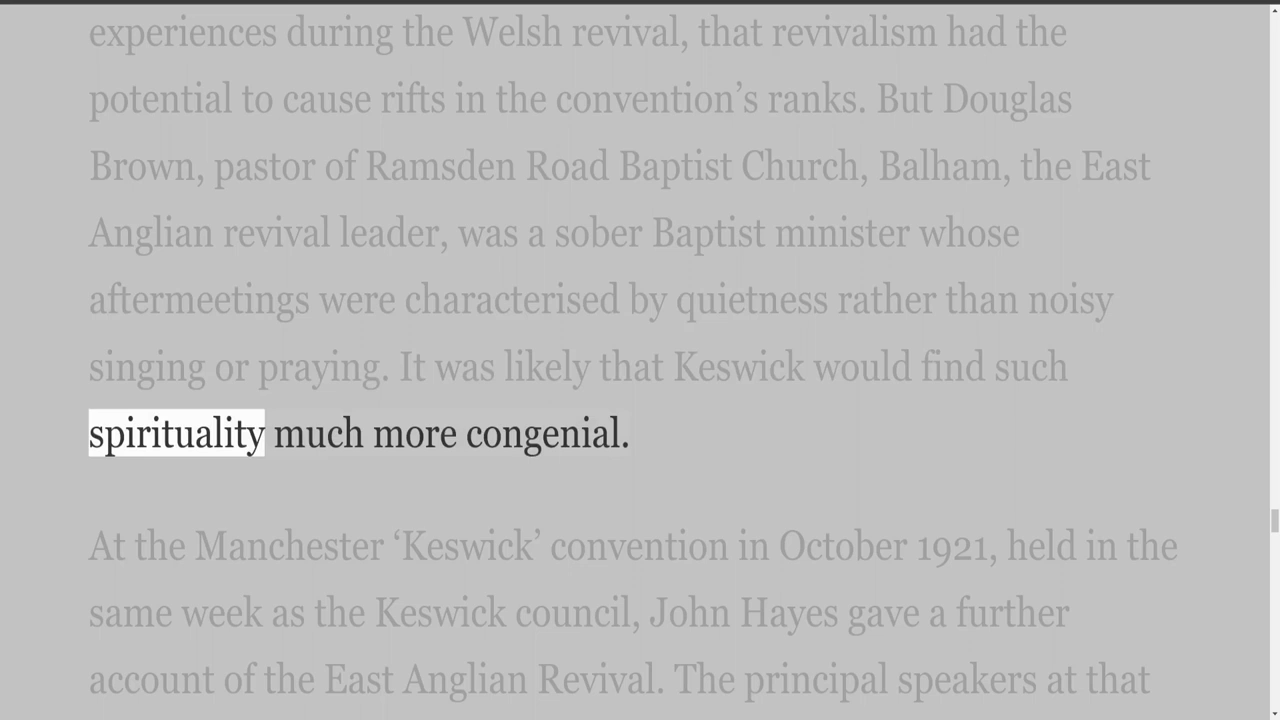 experiences during the Welsh revival, that revivalism had the
potential to cause rifts in the convention’s ranks. But Douglas
Brown, pastor of Ramsden Road Baptist Church, Balham, the East
Anglian revival leader, was a sober Baptist minister whose
aftermeetings were characterised by quietness rather than noisy
singing or praying. It was likely that Keswick would find such
spirituality much more congenial.
At the Manchester ‘Keswick’ convention in October 1921, held in the
same week as the Keswick council, John Hayes gave a further
account of the East Anglian Revival. The principal speakers at that